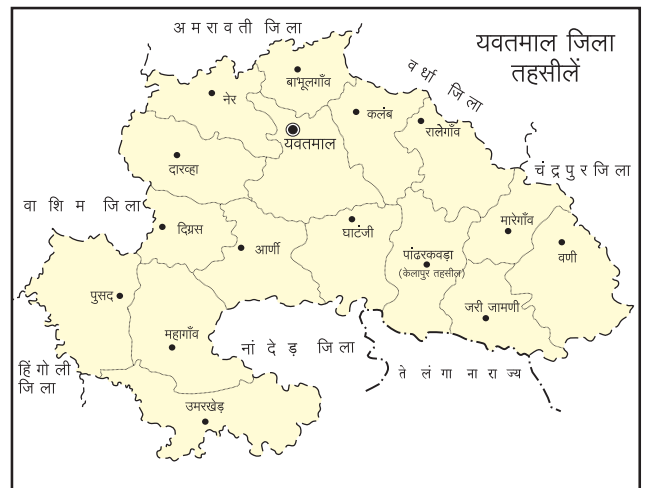 अमरावती जिला
यवतमाल जिला
तहसीलें
वर्धा जिला
बाभूलगाँव
नेर
कलंब
रालेगाँव
यवतमाल
दारव्हा
चंद्रपुर जिला
वाशिम जिला
दिग्रस
घाटंजी
मारेगाँव
आर्णी
पांढरकवड़ा
(केलापुर तहसील)
वणी
पुसद
जरी जामणी
महागाँव
नांदेड़ जिला
हिंगोली
जिला
तेलंगाना राज्य
उमरखेड़